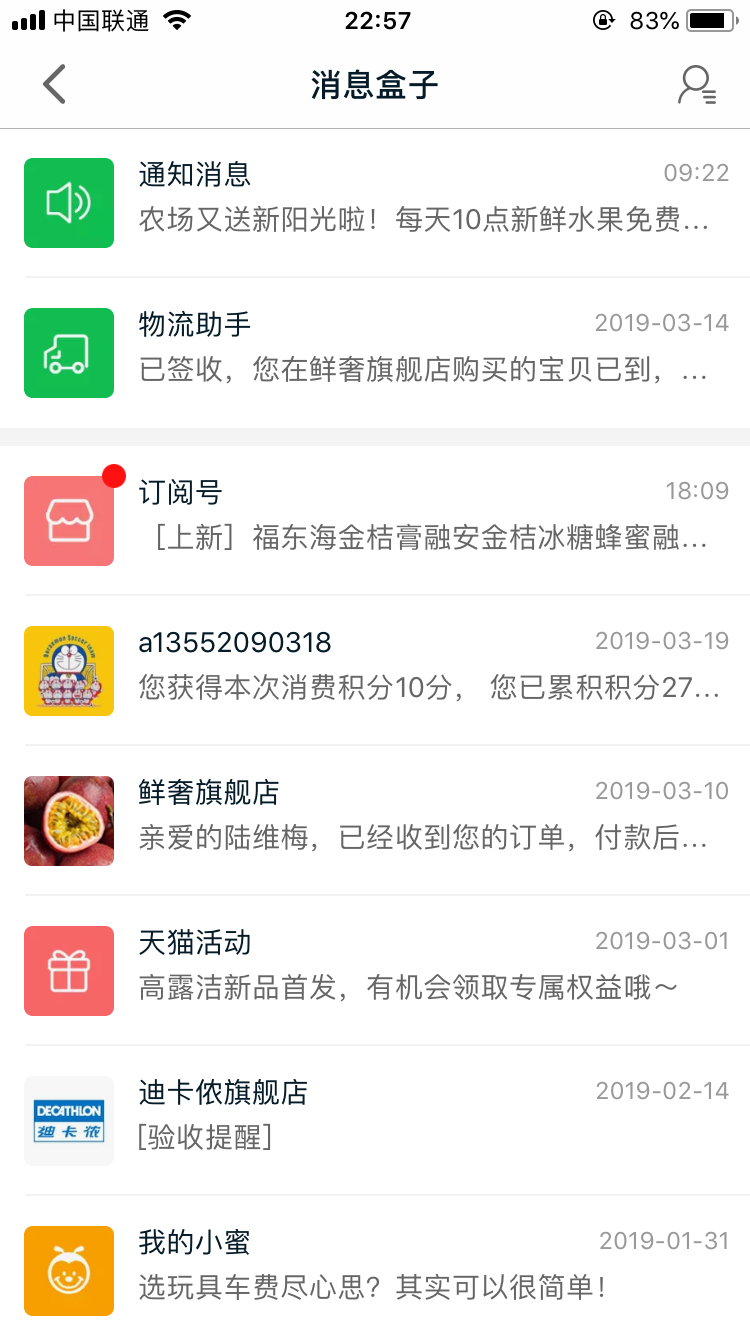 中国联通 22:57 83%
消息盒子
通知消息 09:22
农场又送新阳光啦！每天10点新鲜水果免费...
物流助手 2019-03-14
已签收，您在鲜奢旗舰店购买的宝贝已到，...
订阅号 18:09
［上新］福东海金桔膏融安金桔冰糖蜂蜜融...
Doraemon Soccer team
a13552090318 2019-03-19
您获得本次消费积分10分， 您已累积积分27...
鲜奢旗舰店 2019-03-10
亲爱的陆维梅，已经收到您的订单，付款后...
天猫活动 2019-03-01
高露洁新品首发，有机会领取专属权益哦～
迪卡侬旗舰店 2019-02-14
DECATHLON
迪卡侬
[验收提醒]
我的小蜜 2019-01-31
选玩具车费尽心思？其实可以很简单！